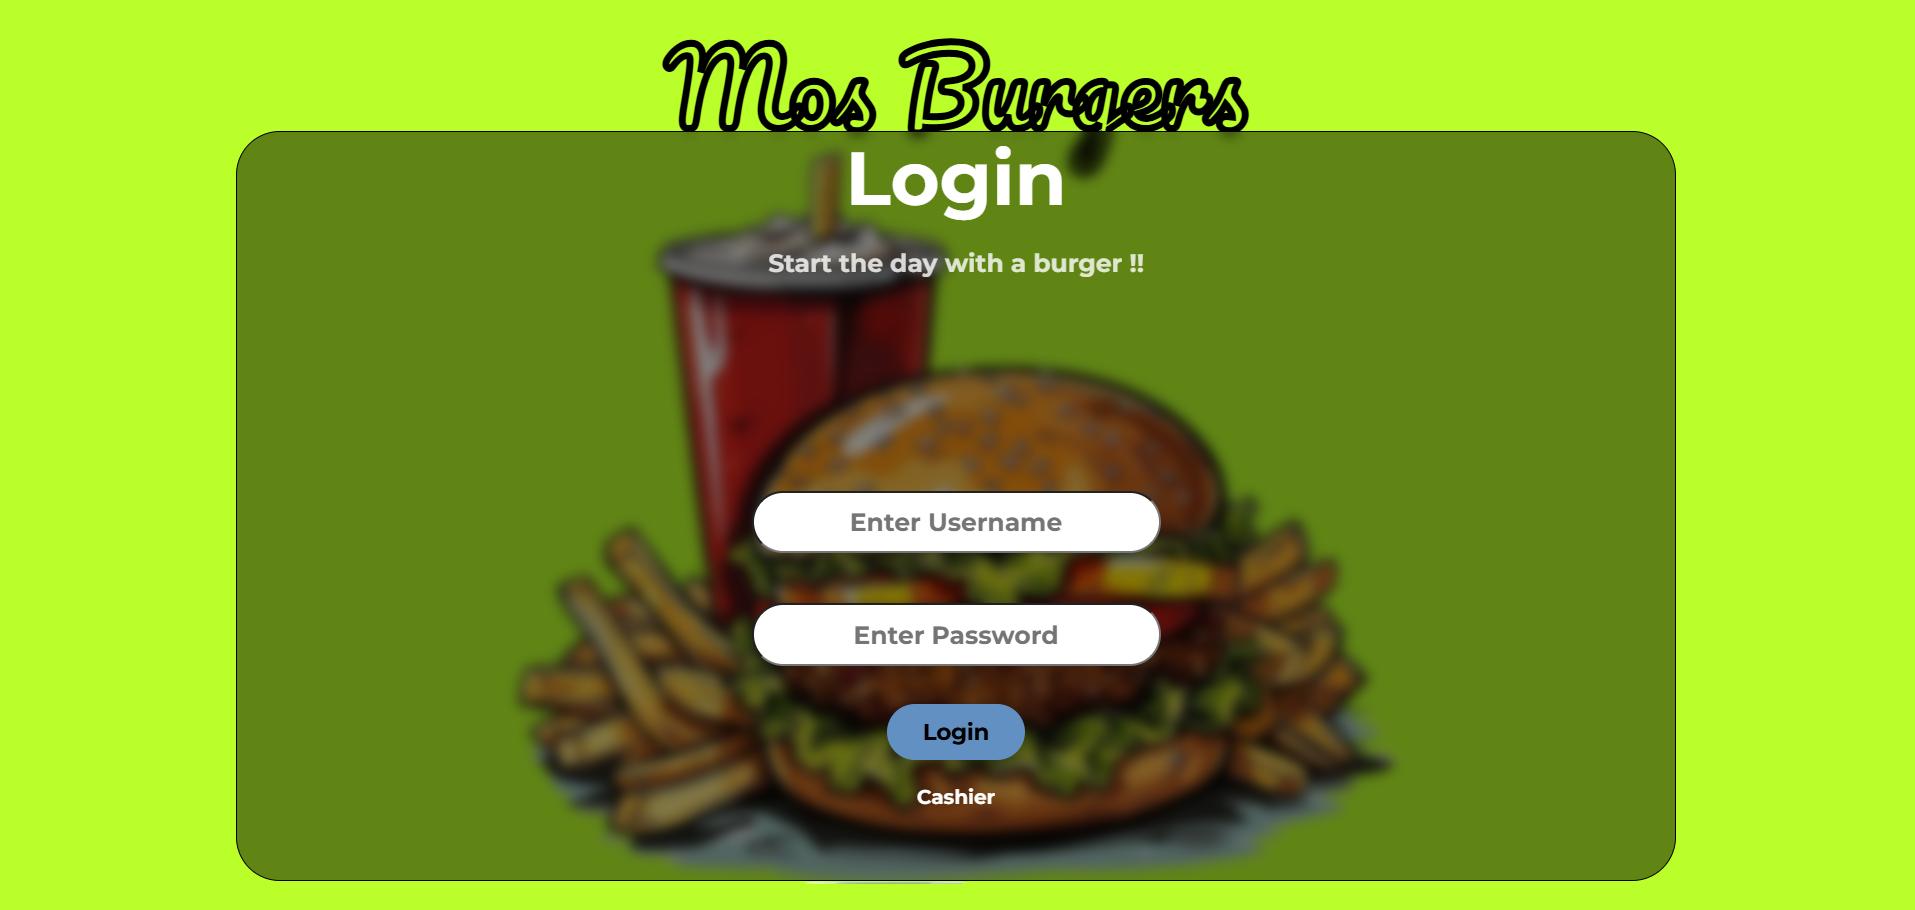 Mos Burgers
Login
Start the day with a burger !!
Enter Username
Enter Password
Login
Cashier